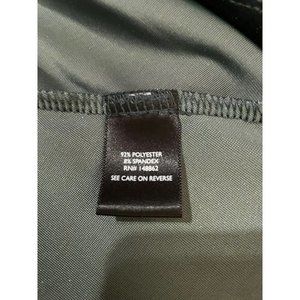 92% POLYESTER
8% SPANDEX
RN# 148862
SEE CARE ON REVERSE